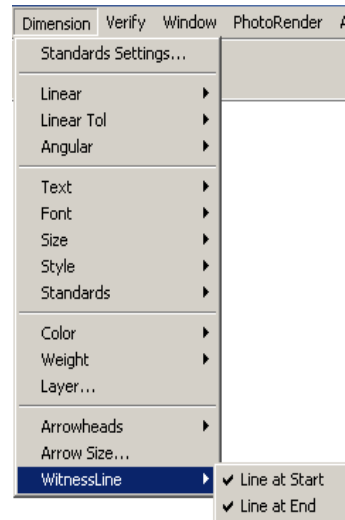 Dimension Verify Window PhotoRender
Standards Settings...
Linear
Linear Tol
Angular
Text
Font
Size
Style
Standards
Color
Weight
Layer...
Arrowheads
Arrow Size...
WitnessLine
Line at Start
Line at End